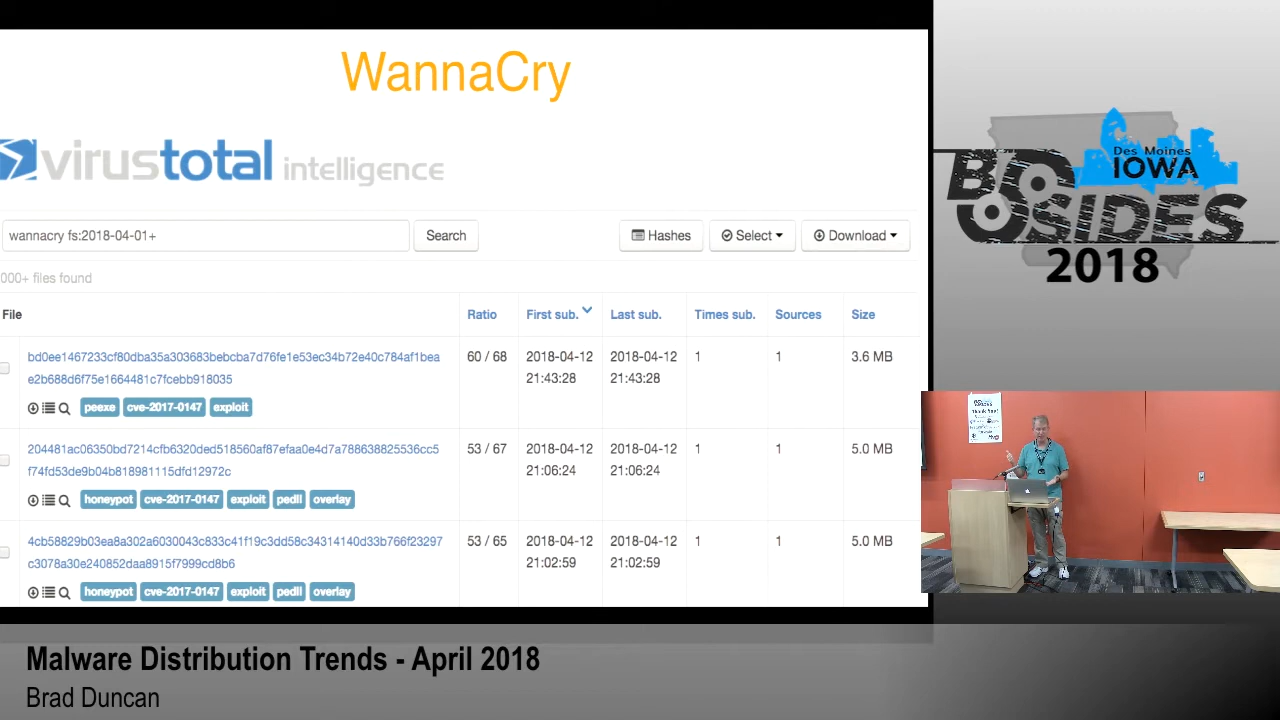 WannaCry
virustotal intelligence
wannacry fs:2018-04-01+
Search
Hashes
Select
Download
000+ files found
File
Ratio
First sub.
Last sub.
Times sub.
Sources
Size
bd0ee1467233cf80dba35a303683bebcba7d76fe1e53ec34b72e40c784af1bea
e2b688d6f75e1664481c7fcebb918035
60 / 68
2018-04-12
21:43:28
2018-04-12
21:43:28
1
1
3.6 MB
peexe cve-2017-0147 exploit
204481ac06350bd7214cfb6320ded518560af87efaa0e4d7a788638825536cc5
f74fd53de9b04b818981115dfd12972c
53 / 67
2018-04-12
21:06:24
2018-04-12
21:06:24
1
1
5.0 MB
honeypot cve-2017-0147 exploit pedll overlay
4cb58829b03ea8a302a6030043c833c41f19c3dd58c34314140d33b766f23297
c3078a30e240852daa8915f7999cd8b6
53 / 65
2018-04-12
21:02:59
2018-04-12
21:02:59
1
1
5.0 MB
honeypot cve-2017-0147 exploit pedll overlay
Des Moines
IOWA
BSIDES
2018
Thank You!
Malware Distribution Trends - April 2018
Brad Duncan